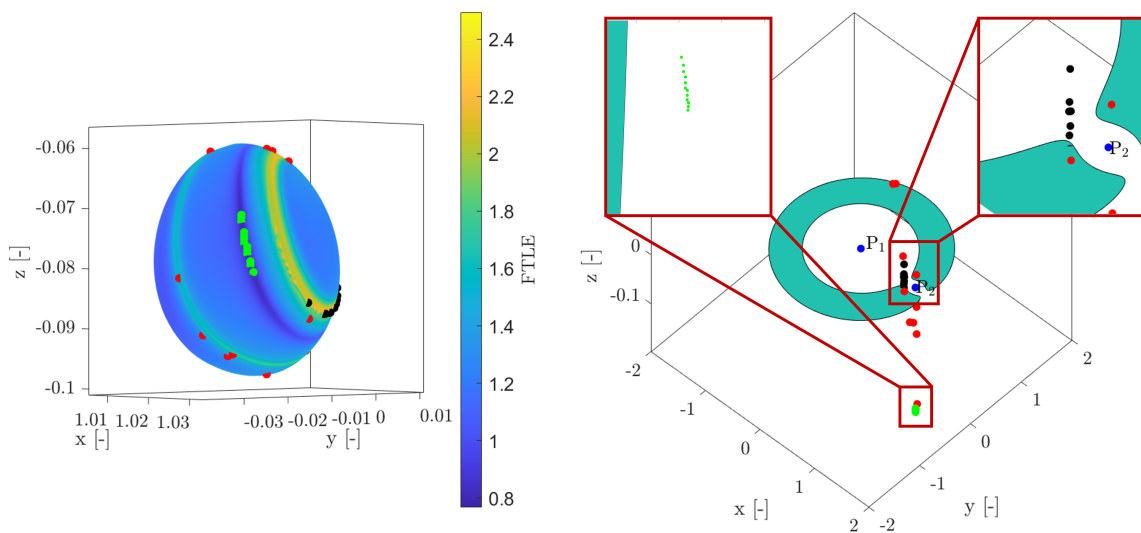 -0.06
-0.07
-0.08
-0.09
-0.1
z [-]
1.01 1.02 1.03
x [-]
-0.03 -0.02 -0.01 0 0.01
y [-]
2.4
2.2
2
1.8
1.6
1.4
1.2
1
0.8
FTLE
P2
P1
P2
0
-0.1
z [-]
-2
-1
0
1
2
x [-]
-2
-1
0
1
2
y [-]